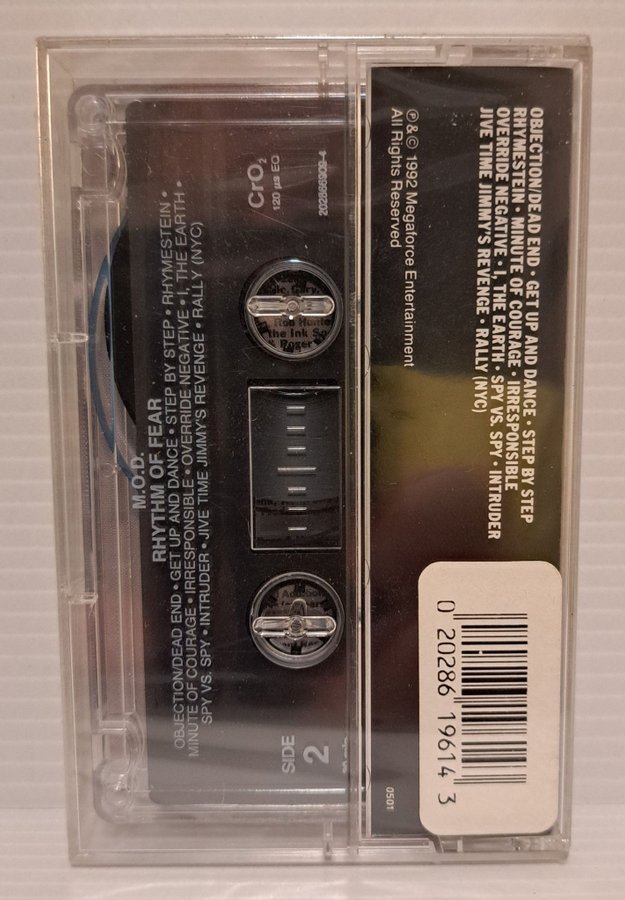 OBJECTION/DEAD END • GET UP AND DANCE • STEP BY STEP
RHYMESTEIN • MINUTE OF COURAGE • IRRESPONSIBLE
OVERRIDE NEGATIVE • I, THE EARTH • SPY VS. SPY • INTRUDER
JIVE TIME JIMMY'S REVENGE • RALLY (NYC)
℗ & © 1992 Megaforce Entertainment
All Rights Reserved
0 20286 19614 3
0501
M.O.D.
RHYTHM OF FEAR
OBJECTION/DEAD END • GET UP AND DANCE • STEP BY STEP • RHYMESTEIN •
MINUTE OF COURAGE • IRRESPONSIBLE • OVERRIDE NEGATIVE • I, THE EARTH •
SPY VS. SPY • INTRUDER • JIVE TIME JIMMY'S REVENGE • RALLY (NYC)
SIDE
2
CrO2
120 µs EQ
the Ink